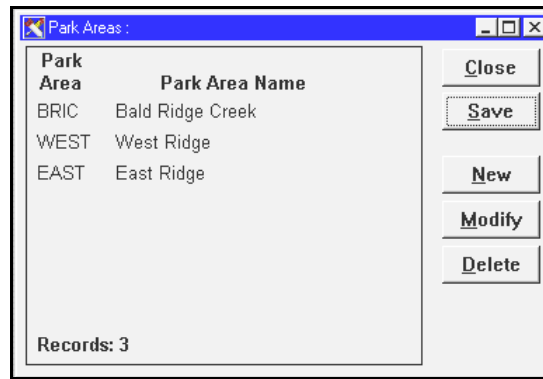 Park Areas :
Park
Area Park Area Name
BRIC Bald Ridge Creek
WEST West Ridge
EAST East Ridge
Records: 3
Close
Save
New
Modify
Delete